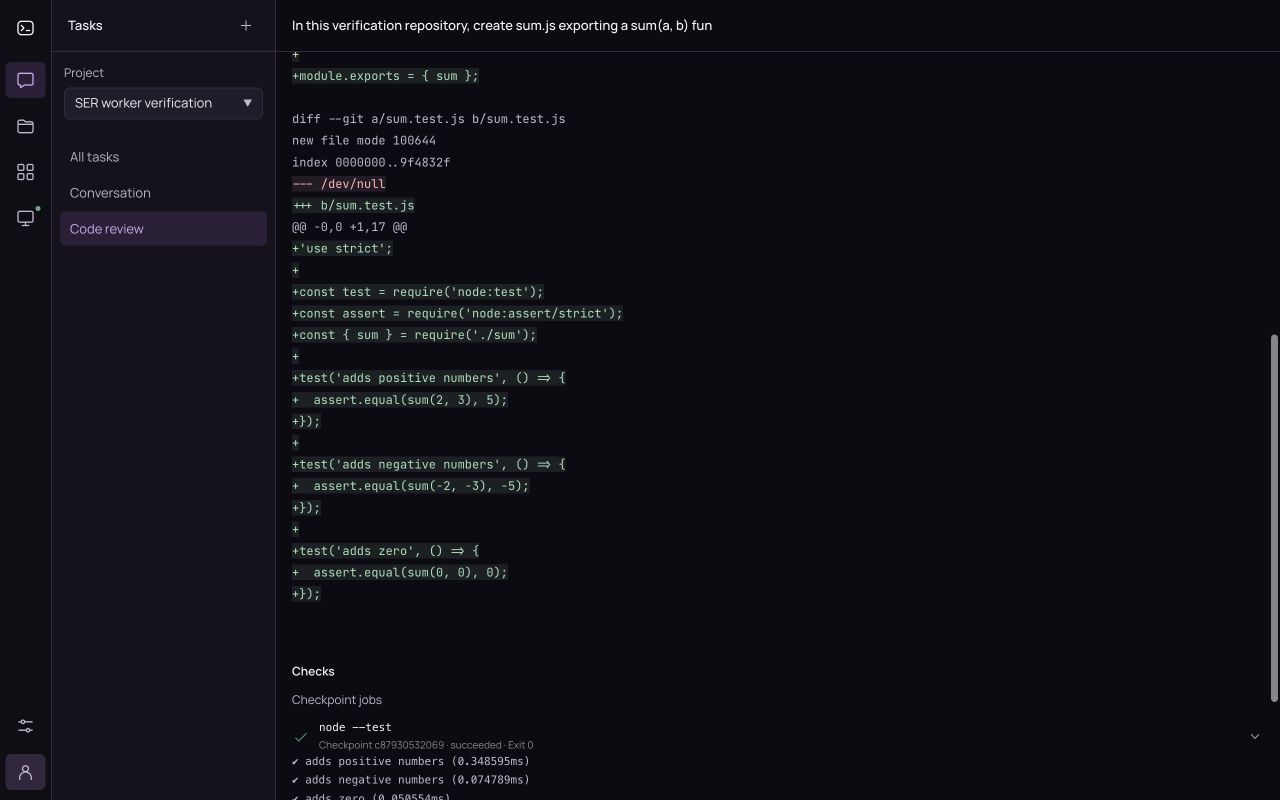 Tasks
+
In this verification repository, create sum.js exporting a sum(a, b) fun
Project
SER worker verification
All tasks
Conversation
Code review
+
+module.exports = { sum };
diff --git a/sum.test.js b/sum.test.js
new file mode 100644
index 0000000..9f4832f
--- /dev/null
+++ b/sum.test.js
@@ -0,0 +1,17 @@
+'use strict';
+
+const test = require('node:test');
+const assert = require('node:assert/strict');
+const { sum } = require('./sum');
+
+test('adds positive numbers', () => {
+  assert.equal(sum(2, 3), 5);
+});
+
+test('adds negative numbers', () => {
+  assert.equal(sum(-2, -3), -5);
+});
+
+test('adds zero', () => {
+  assert.equal(sum(0, 0), 0);
+});
Checks
Checkpoint jobs
node --test
Checkpoint c87930532069 · succeeded · Exit 0
✔ adds positive numbers (0.348595ms)
✔ adds negative numbers (0.074789ms)
✔ adds zero (0.050554ms)